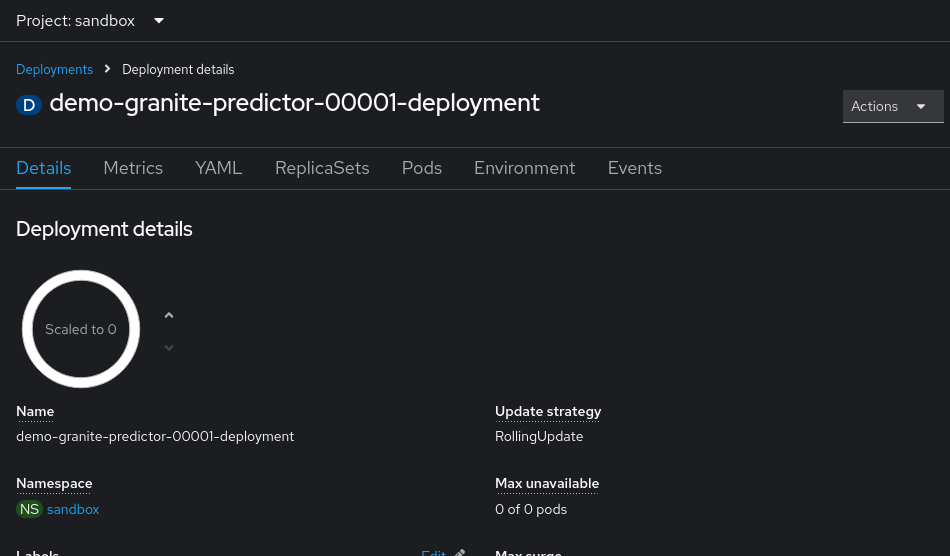 Project: sandbox
Deployments > Deployment details
D demo-granite-predictor-00001-deployment
Actions
Details Metrics YAML ReplicaSets Pods Environment Events
Deployment details
Scaled to 0
Name
demo-granite-predictor-00001-deployment
Update strategy
RollingUpdate
Namespace
NS sandbox
Max unavailable
0 of 0 pods
Labels Edit
Max surge